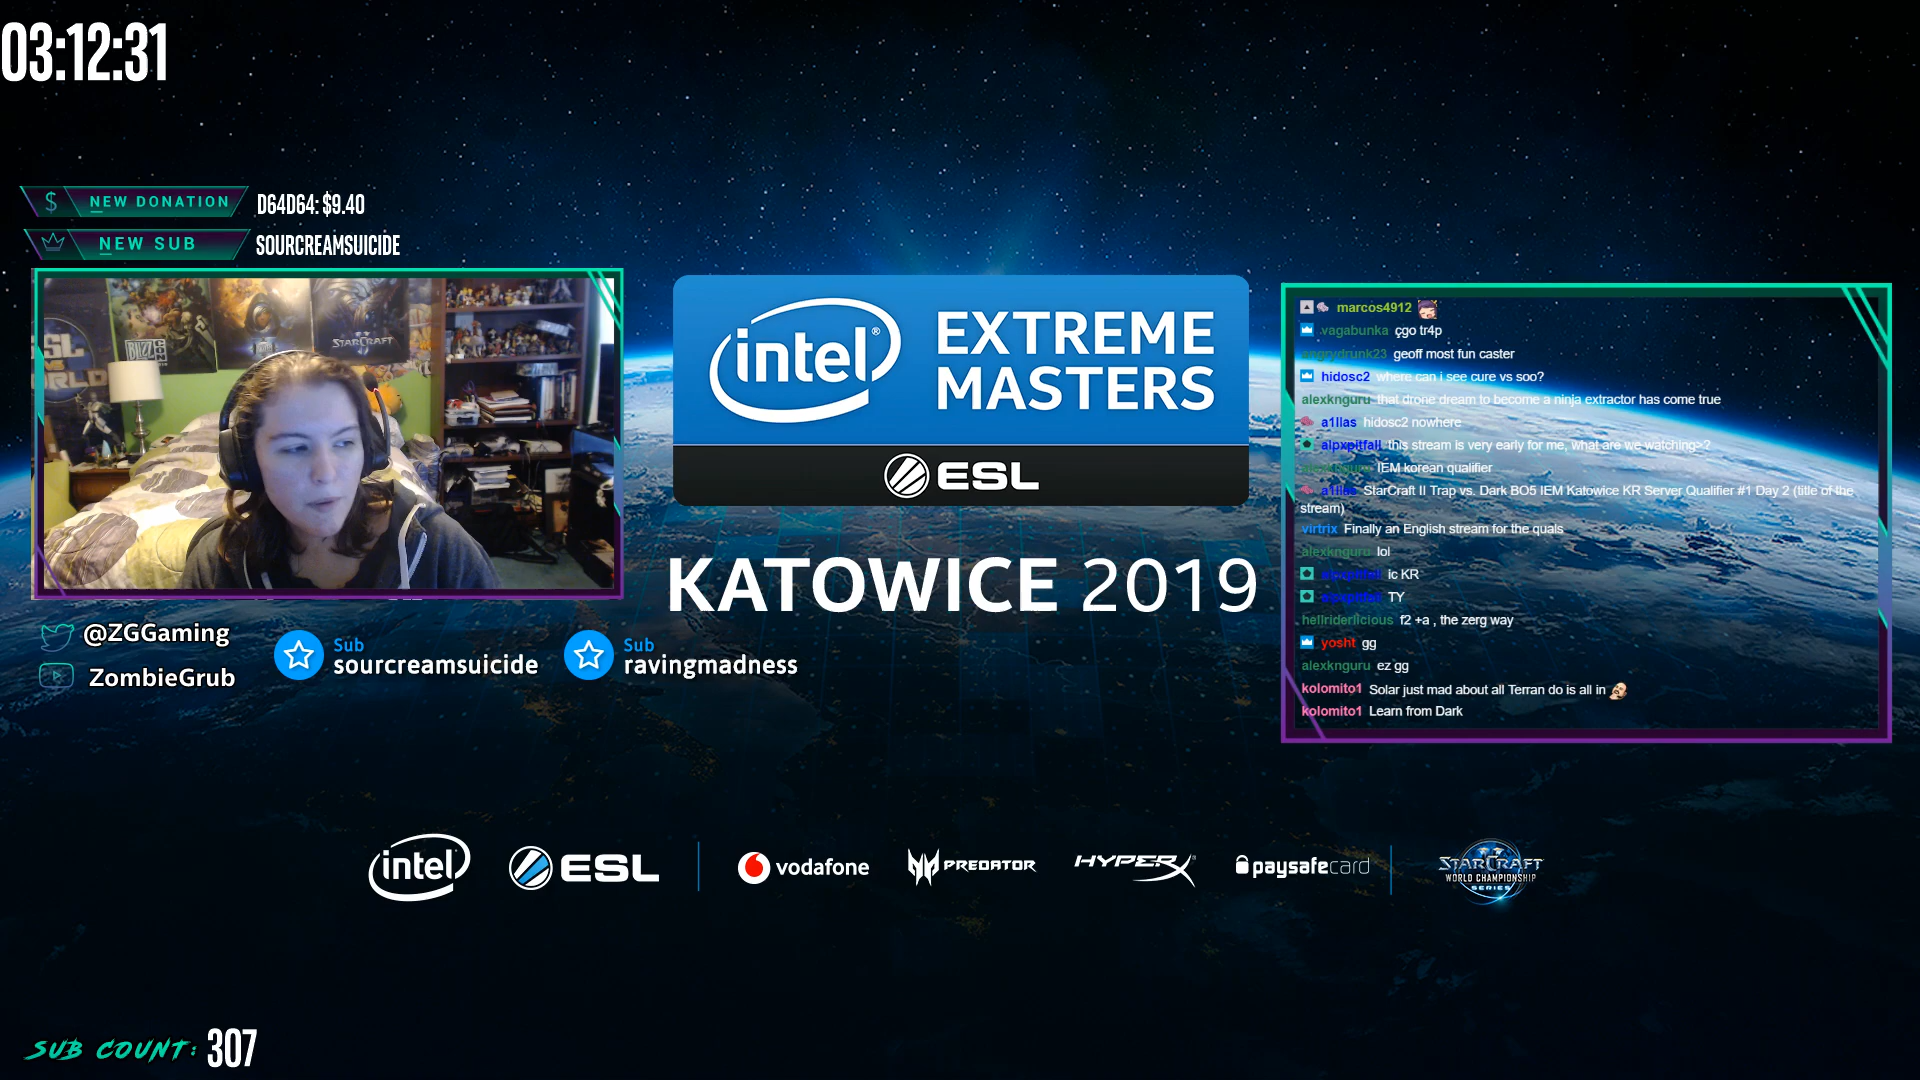 03:12:31
$ NEW DONATION D64D64: $9.40
NEW SUB SOURCREAMSUICIDE
BLIZZCON
STARCRAFT
@ZGGaming
ZombieGrub
Sub
sourcreamsuicide
Sub
ravingmadness
intel®
EXTREME
MASTERS
ESL
KATOWICE 2019
marcos4912
vagabunka çgo tr4p
angrydrunk23 geoff most fun caster
hidosc2 where can i see cure vs soo?
alexknguru that drone dream to become a ninja extractor has come true
a1llas hidosc2 nowhere
alpxpitfall this stream is very early for me, what are we watching>?
alexknguru IEM korean qualifier
a1llas StarCraft II Trap vs. Dark BO5 IEM Katowice KR Server Qualifier #1 Day 2 (title of the
stream)
virtrix Finally an English stream for the quals
alexknguru lol
alpxpitfall ic KR
alpxpitfall TY
hellriderlicious f2 +a , the zerg way
yosht gg
alexknguru ez gg
kolomito1 Solar just mad about all Terran do is all in
kolomito1 Learn from Dark
intel
ESL
vodafone
PREDATOR
HYPERX
paysafecard
STARCRAFT
WORLD CHAMPIONSHIP
SERIES
SUB COUNT: 307